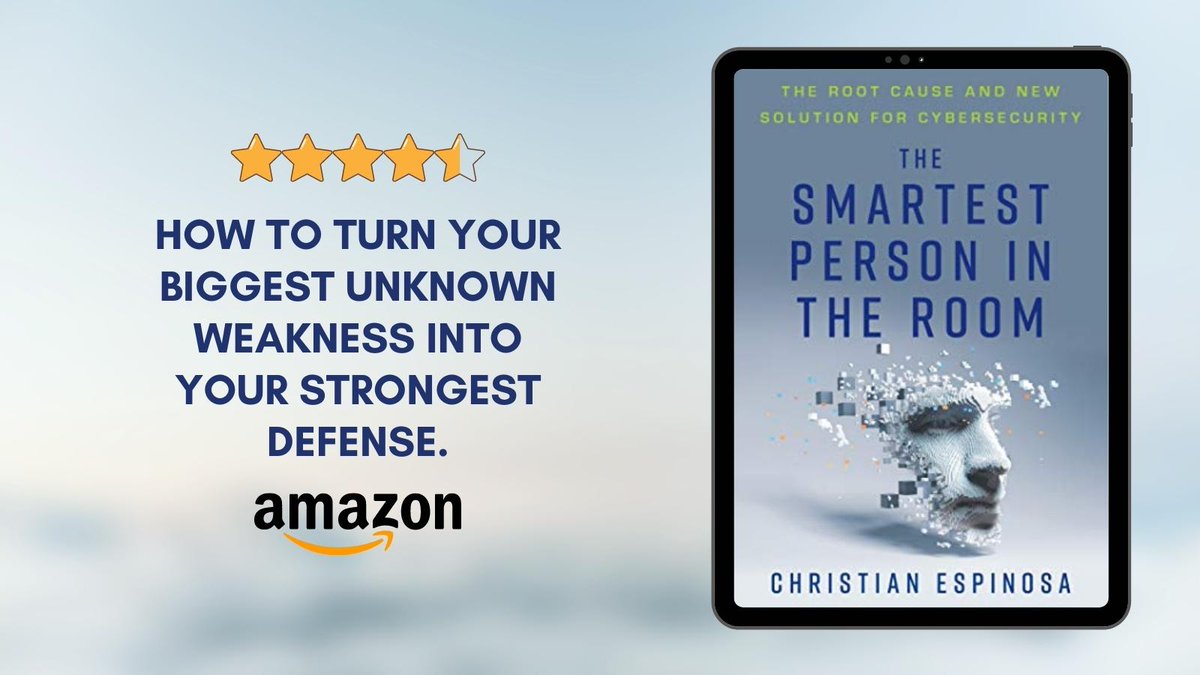 HOW TO TURN YOUR
BIGGEST UNKNOWN
WEAKNESS INTO
YOUR STRONGEST
DEFENSE.
amazon
THE ROOT CAUSE AND NEW
SOLUTION FOR CYBERSECURITY
THE
SMARTEST
PERSON IN
THE ROOM
CHRISTIAN ESPINOSA